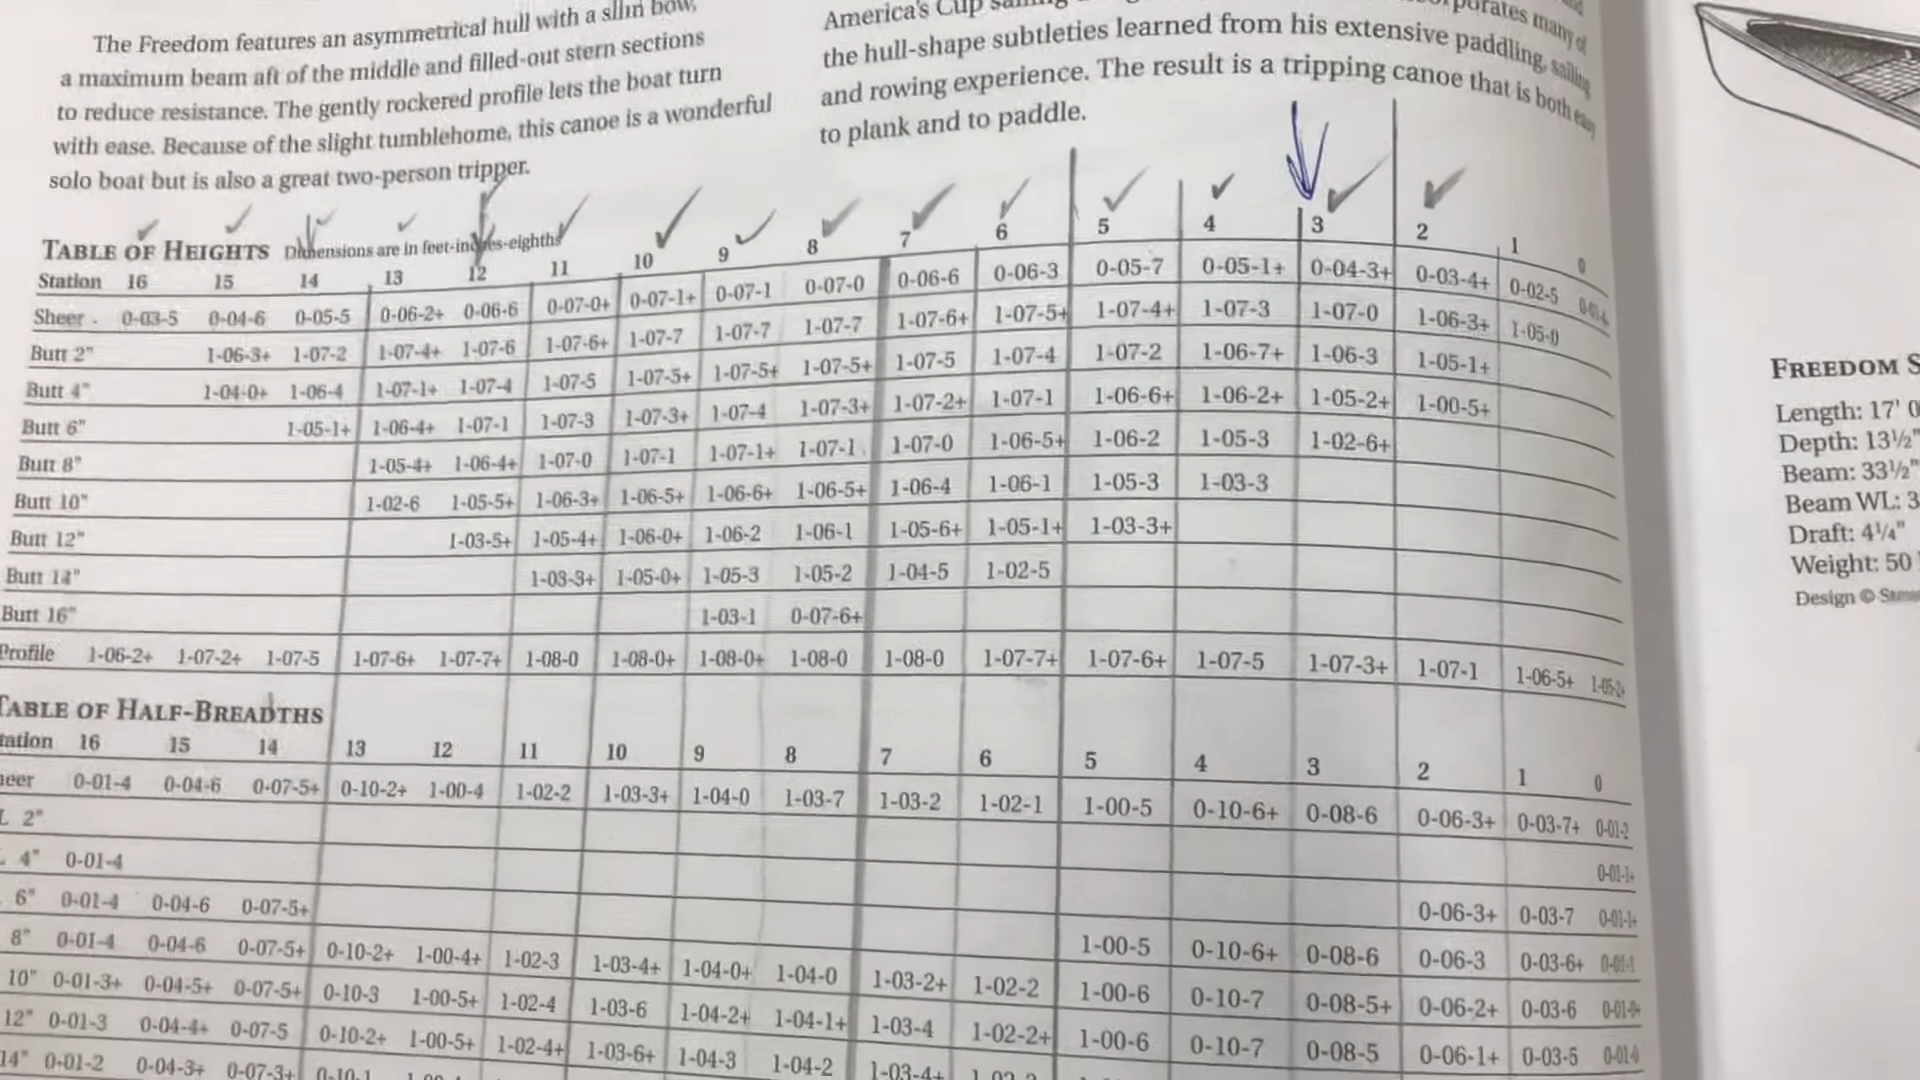 The Freedom features an asymmetrical hull with a slim bow,
a maximum beam aft of the middle and filled-out stern sections
to reduce resistance. The gently rockered profile lets the boat turn
with ease. Because of the slight tumblehome, this canoe is a wonderful
solo boat but is also a great two-person tripper.
America's Cup
the hull-shape subtleties learned from his extensive paddling, sailing
and rowing experience. The result is a tripping canoe that is both easy
to plank and to paddle.
TABLE OF HEIGHTS Dimensions are in feet-inches-eighths
Station 16 15 14 13 12 11 10 9 8 7 6 5 4 3 2 1 0
Sheer 0-03-5 0-04-6 0-05-5 0-06-2+ 0-06-6 0-07-0+ 0-07-1+ 0-07-1 0-07-0 0-06-6 0-06-3 0-05-7 0-05-1+ 0-04-3+ 0-03-4+ 0-02-5
Butt 2" 1-06-3+ 1-07-2 1-07-4+ 1-07-6 1-07-6+ 1-07-7 1-07-7 1-07-7 1-07-6+ 1-07-5+ 1-07-4+ 1-07-3 1-07-0 1-06-3+ 1-05-0
Butt 4" 1-04-0+ 1-06-4 1-07-1+ 1-07-4 1-07-5 1-07-5+ 1-07-5+ 1-07-5+ 1-07-5 1-07-4 1-07-2 1-06-7+ 1-06-3 1-05-1+
Butt 6" 1-05-1+ 1-06-4+ 1-07-1 1-07-3 1-07-3+ 1-07-4 1-07-3+ 1-07-2+ 1-07-1 1-06-6+ 1-06-2+ 1-05-2+ 1-00-5+
Butt 8" 1-05-4+ 1-06-4+ 1-07-0 1-07-1 1-07-1+ 1-07-1 1-07-0 1-06-5+ 1-06-2 1-05-3 1-02-6+
Butt 10" 1-02-6 1-05-5+ 1-06-3+ 1-06-5+ 1-06-6+ 1-06-5+ 1-06-4 1-06-1 1-05-3 1-03-3
Butt 12" 1-03-5+ 1-05-4+ 1-06-0+ 1-06-2 1-06-1 1-05-6+ 1-05-1+ 1-03-3+
Butt 14" 1-03-3+ 1-05-0+ 1-05-3 1-05-2 1-04-5 1-02-5
Butt 16" 1-03-1 0-07-6+
Profile 1-06-2+ 1-07-2+ 1-07-5 1-07-6+ 1-07-7+ 1-08-0 1-08-0+ 1-08-0+ 1-08-0 1-08-0 1-07-7+ 1-07-6+ 1-07-5 1-07-3+ 1-07-1 1-06-5+
TABLE OF HALF-BREADTHS
tation 16 15 14 13 12 11 10 9 8 7 6 5 4 3 2 1 0
eer 0-01-4 0-04-6 0-07-5+ 0-10-2+ 1-00-4 1-02-2 1-03-3+ 1-04-0 1-03-7 1-03-2 1-02-1 1-00-5 0-10-6+ 0-08-6 0-06-3+ 0-03-7+ 0-01-2
L 2"
4" 0-01-4 0-01-1+
6" 0-01-4 0-04-6 0-07-5+ 0-06-3+ 0-03-7 0-01-1+
8" 0-01-4 0-04-6 0-07-5+ 0-10-2+ 1-00-4+ 1-02-3 1-03-4+ 1-04-0+ 1-04-0 1-03-2+ 1-02-2 1-00-5 0-10-6+ 0-08-6 0-06-3 0-03-6+ 0-01-1
10" 0-01-3+ 0-04-5+ 0-07-5+ 0-10-3 1-00-5+ 1-02-4 1-03-6 1-04-2+ 1-04-1+ 1-03-4 1-02-2+ 1-00-6 0-10-7 0-08-5+ 0-06-2+ 0-03-6 0-01-0+
12" 0-01-3 0-04-4+ 0-07-5 0-10-2+ 1-00-5+ 1-02-4+ 1-03-6+ 1-04-3 1-04-2 1-03-4+ 1-00-6 0-10-7 0-08-5 0-06-1+ 0-03-5 0-01-0
14" 0-01-2 0-04-3+ 0-07-3+ 0-10-1
FREEDOM S
Length: 17' 0
Depth: 13½"
Beam: 33½"
Beam WL: 3
Draft: 4¼"
Weight: 50
Design ©